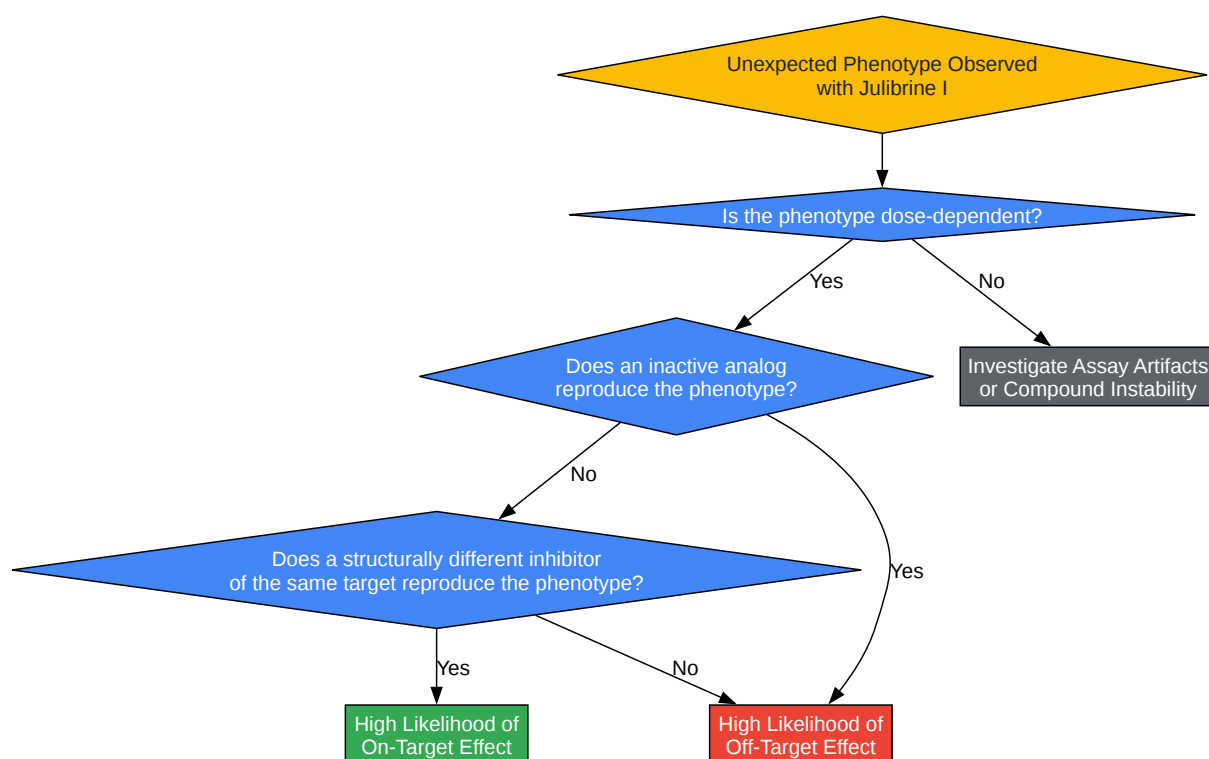 Unexpected Phenotype Observed
with Julibrine I
Is the phenotype dose-dependent?
Yes
No
Does an inactive analog
reproduce the phenotype?
Investigate Assay Artifacts
or Compound Instability
No
Yes
Does a structurally different inhibitor
of the same target reproduce the phenotype?
Yes
No
High Likelihood of
On-Target Effect
High Likelihood of
Off-Target Effect